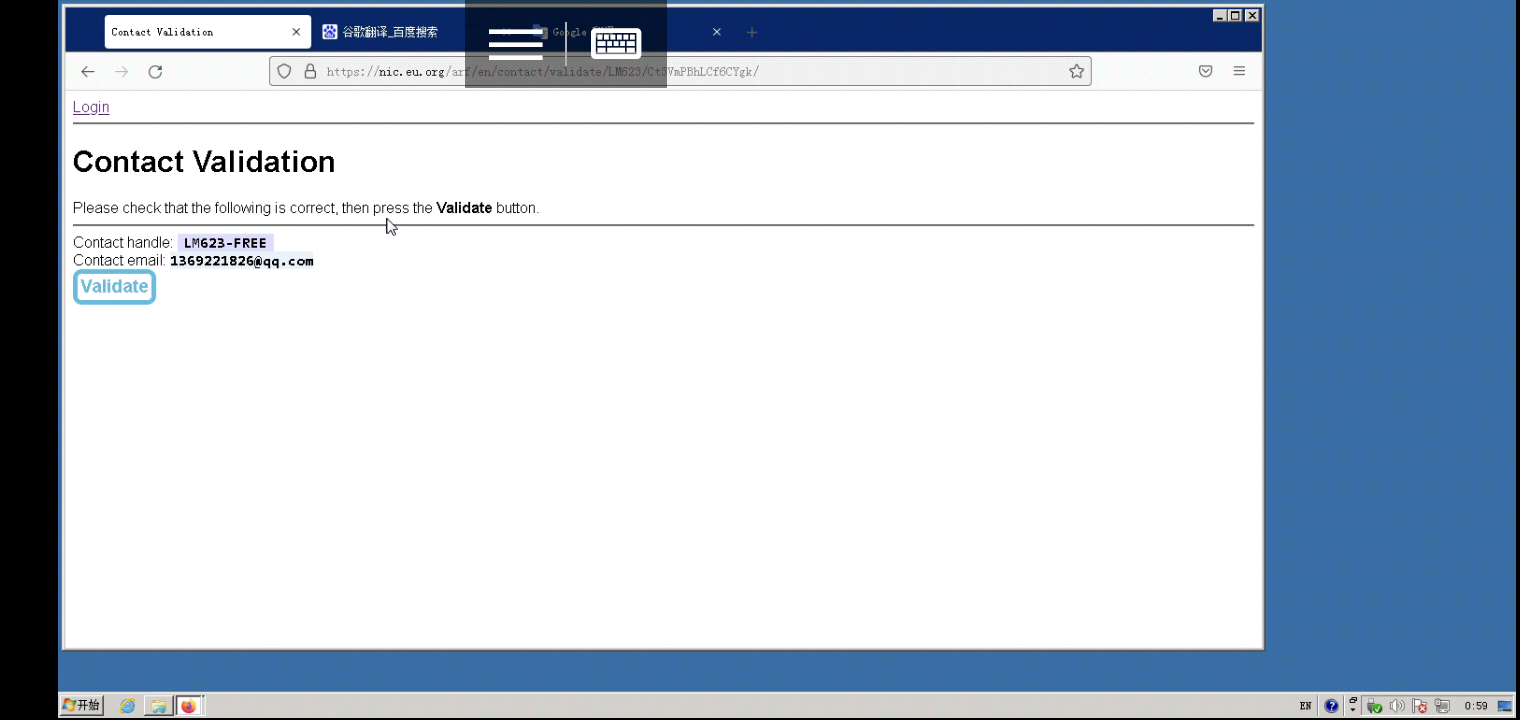 Contact Validation
谷歌翻译_百度搜索
Google
https://nic.eu.org/arf/en/contact/validate/LM623/Ct3VmPBhLCf6CYgk/
Login
Contact Validation
Please check that the following is correct, then press the Validate button.
Contact handle: LM623-FREE
Contact email: 1369221826@qq.com
Validate
开始
EN
0:59